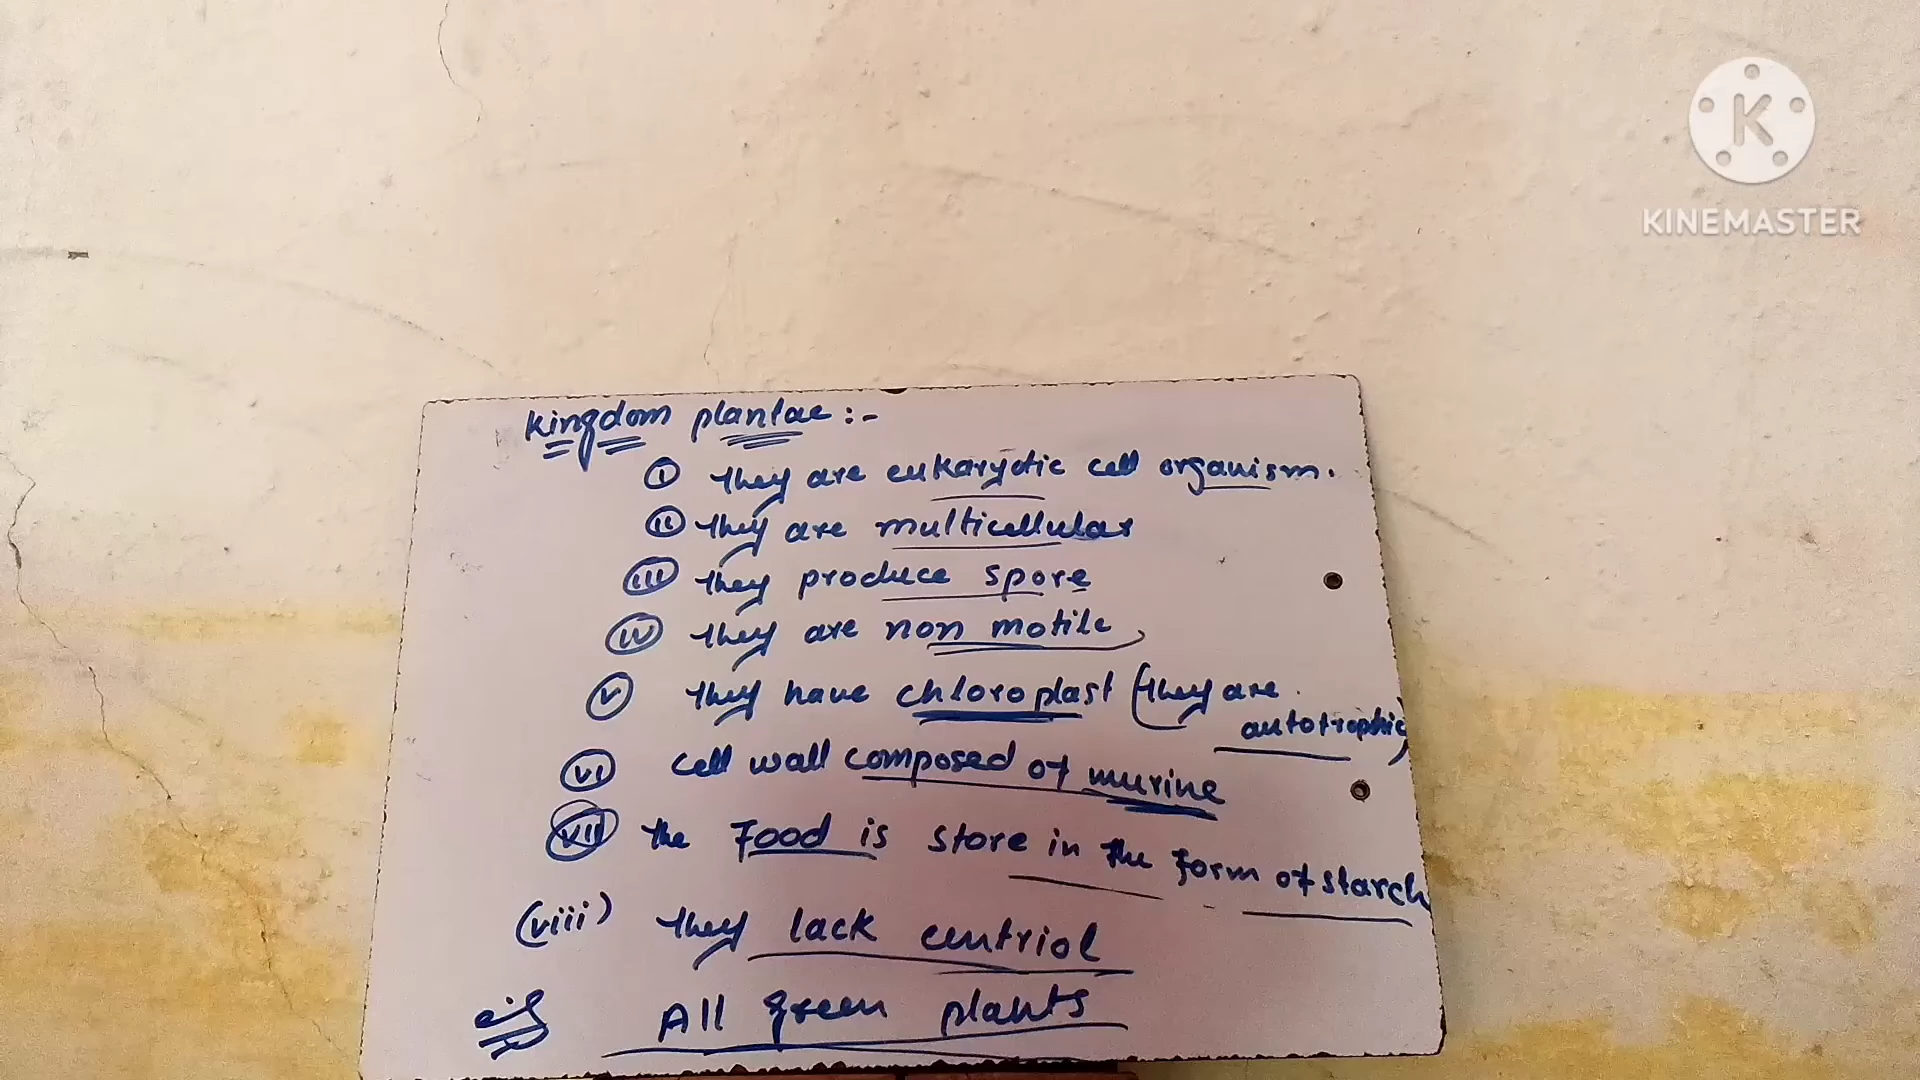 KINEMASTER
Kingdom plantae :-
(i) They are eukaryotic cell organism.
(ii) They are multicellular
(iii) They produce spore
(iv) They are non motile
(v) They have chloroplast (They are
autotrophic)
(vi) Cell wall composed of murine
(vii) The Food is store in the form of starch
(viii) They lack centriol
All green plants